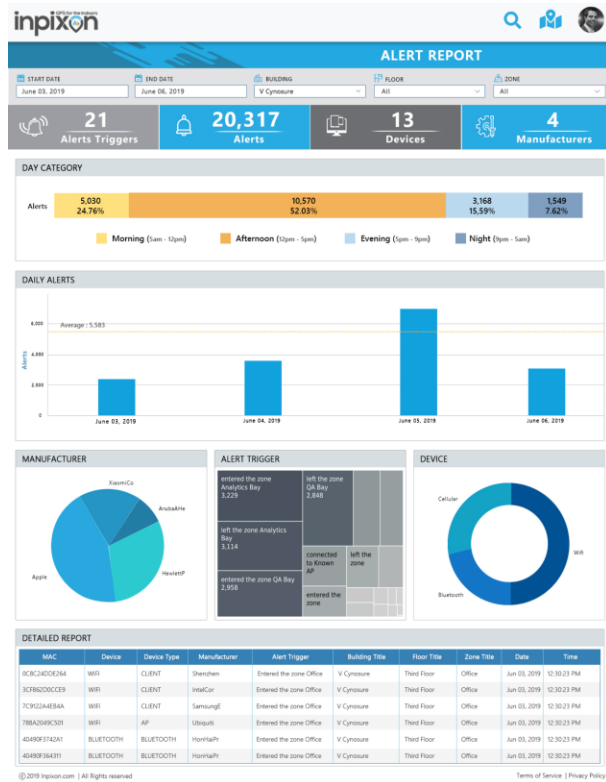 GPS for the Indoors
inpixon
ALERT REPORT
START DATE END DATE BUILDING FLOOR ZONE
June 03, 2019 June 06, 2019 V Cynosure All All
21 20,317 13 4
Alerts Triggers Alerts Devices Manufacturers
DAY CATEGORY
Alerts
5,030 10,570 3,168 1,549
24.76% 52.03% 15,59% 7.62%
Morning (5am - 12pm) Afternoon (12pm - 5pm) Evening (5pm - 9pm) Night (9pm - 5am)
DAILY ALERTS
6,000
Average : 5,583
4,000
Alerts
2,000
0
June 03, 2019 June 04, 2019 June 05, 2019 June 06, 2019
MANUFACTURER
XiaomiCo
ArubaAHe
HewlettP
Apple
ALERT TRIGGER
entered the zone
Analytics Bay
3,229
left the zone
QA Bay
2,848
left the zone Analytics
Bay
3,114
connected
to Known
AP
left the
zone
entered the zone QA Bay
2,958
entered the
zone
DEVICE
Cellular
Wifi
Bluetooth
DETAILED REPORT
MAC Device Device Type Manufacturer Alert Trigger Building Title Floor Title Zone Title Date Time
0C8C24DDE264 WIFI CLIENT Shenzhen Entered the zone Office V Cynosure Third Floor Office Jun 03, 2019 12:30:23 PM
3CF862D0CCE9 WIFI CLIENT IntelCor Entered the zone Office V Cynosure Third Floor Office Jun 03, 2019 12:30:23 PM
7C9122A4EB4A WIFI CLIENT SamsungE Entered the zone Office V Cynosure Third Floor Office Jun 03, 2019 12:30:23 PM
788A2049C501 WIFI AP Ubiquiti Entered the zone Office V Cynosure Third Floor Office Jun 03, 2019 12:30:23 PM
40490F3742A1 BLUETOOTH BLUETOOTH HonHaiPr Entered the zone Office V Cynosure Third Floor Office Jun 03, 2019 12:30:23 PM
40490F364311 BLUETOOTH BLUETOOTH HonHaiPr Entered the zone Office V Cynosure Third Floor Office Jun 03, 2019 12:30:23 PM
©2019 Inpixon.com | All Rights reserved
Terms of Service | Privacy Policy